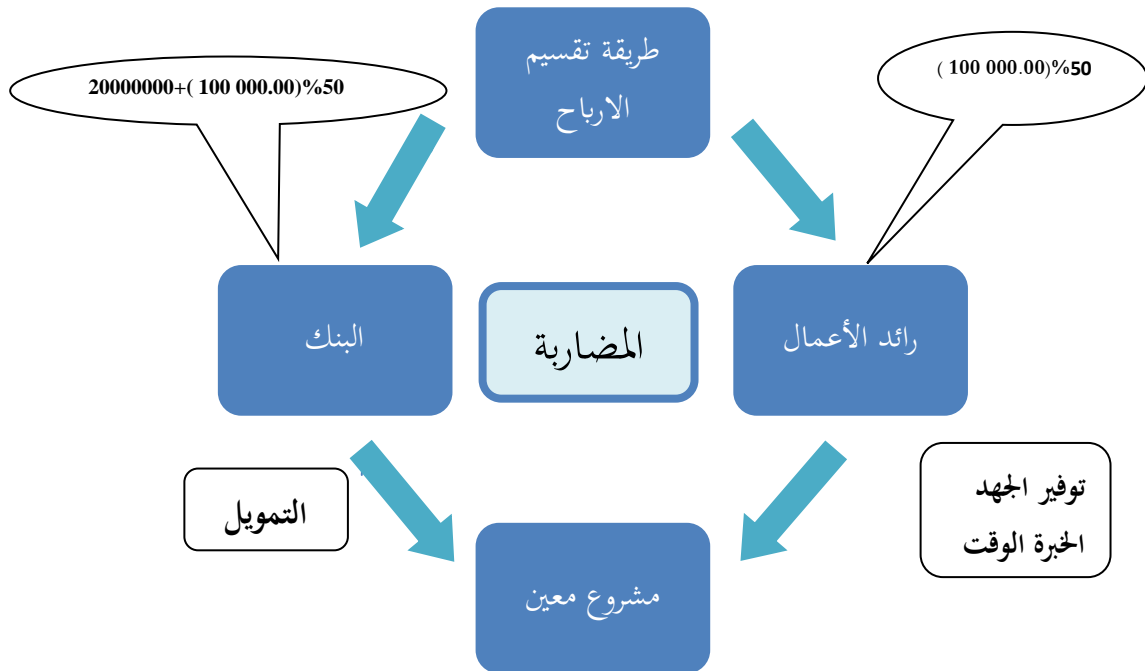 طريقة تقسيم
الارباح
50%(100 000.00 )
20000000+( 100 000.00)%50
رائد الأعمال
المضاربة
البنك
توفير الجهد
الخبرة الوقت
التمويل
مشروع معين